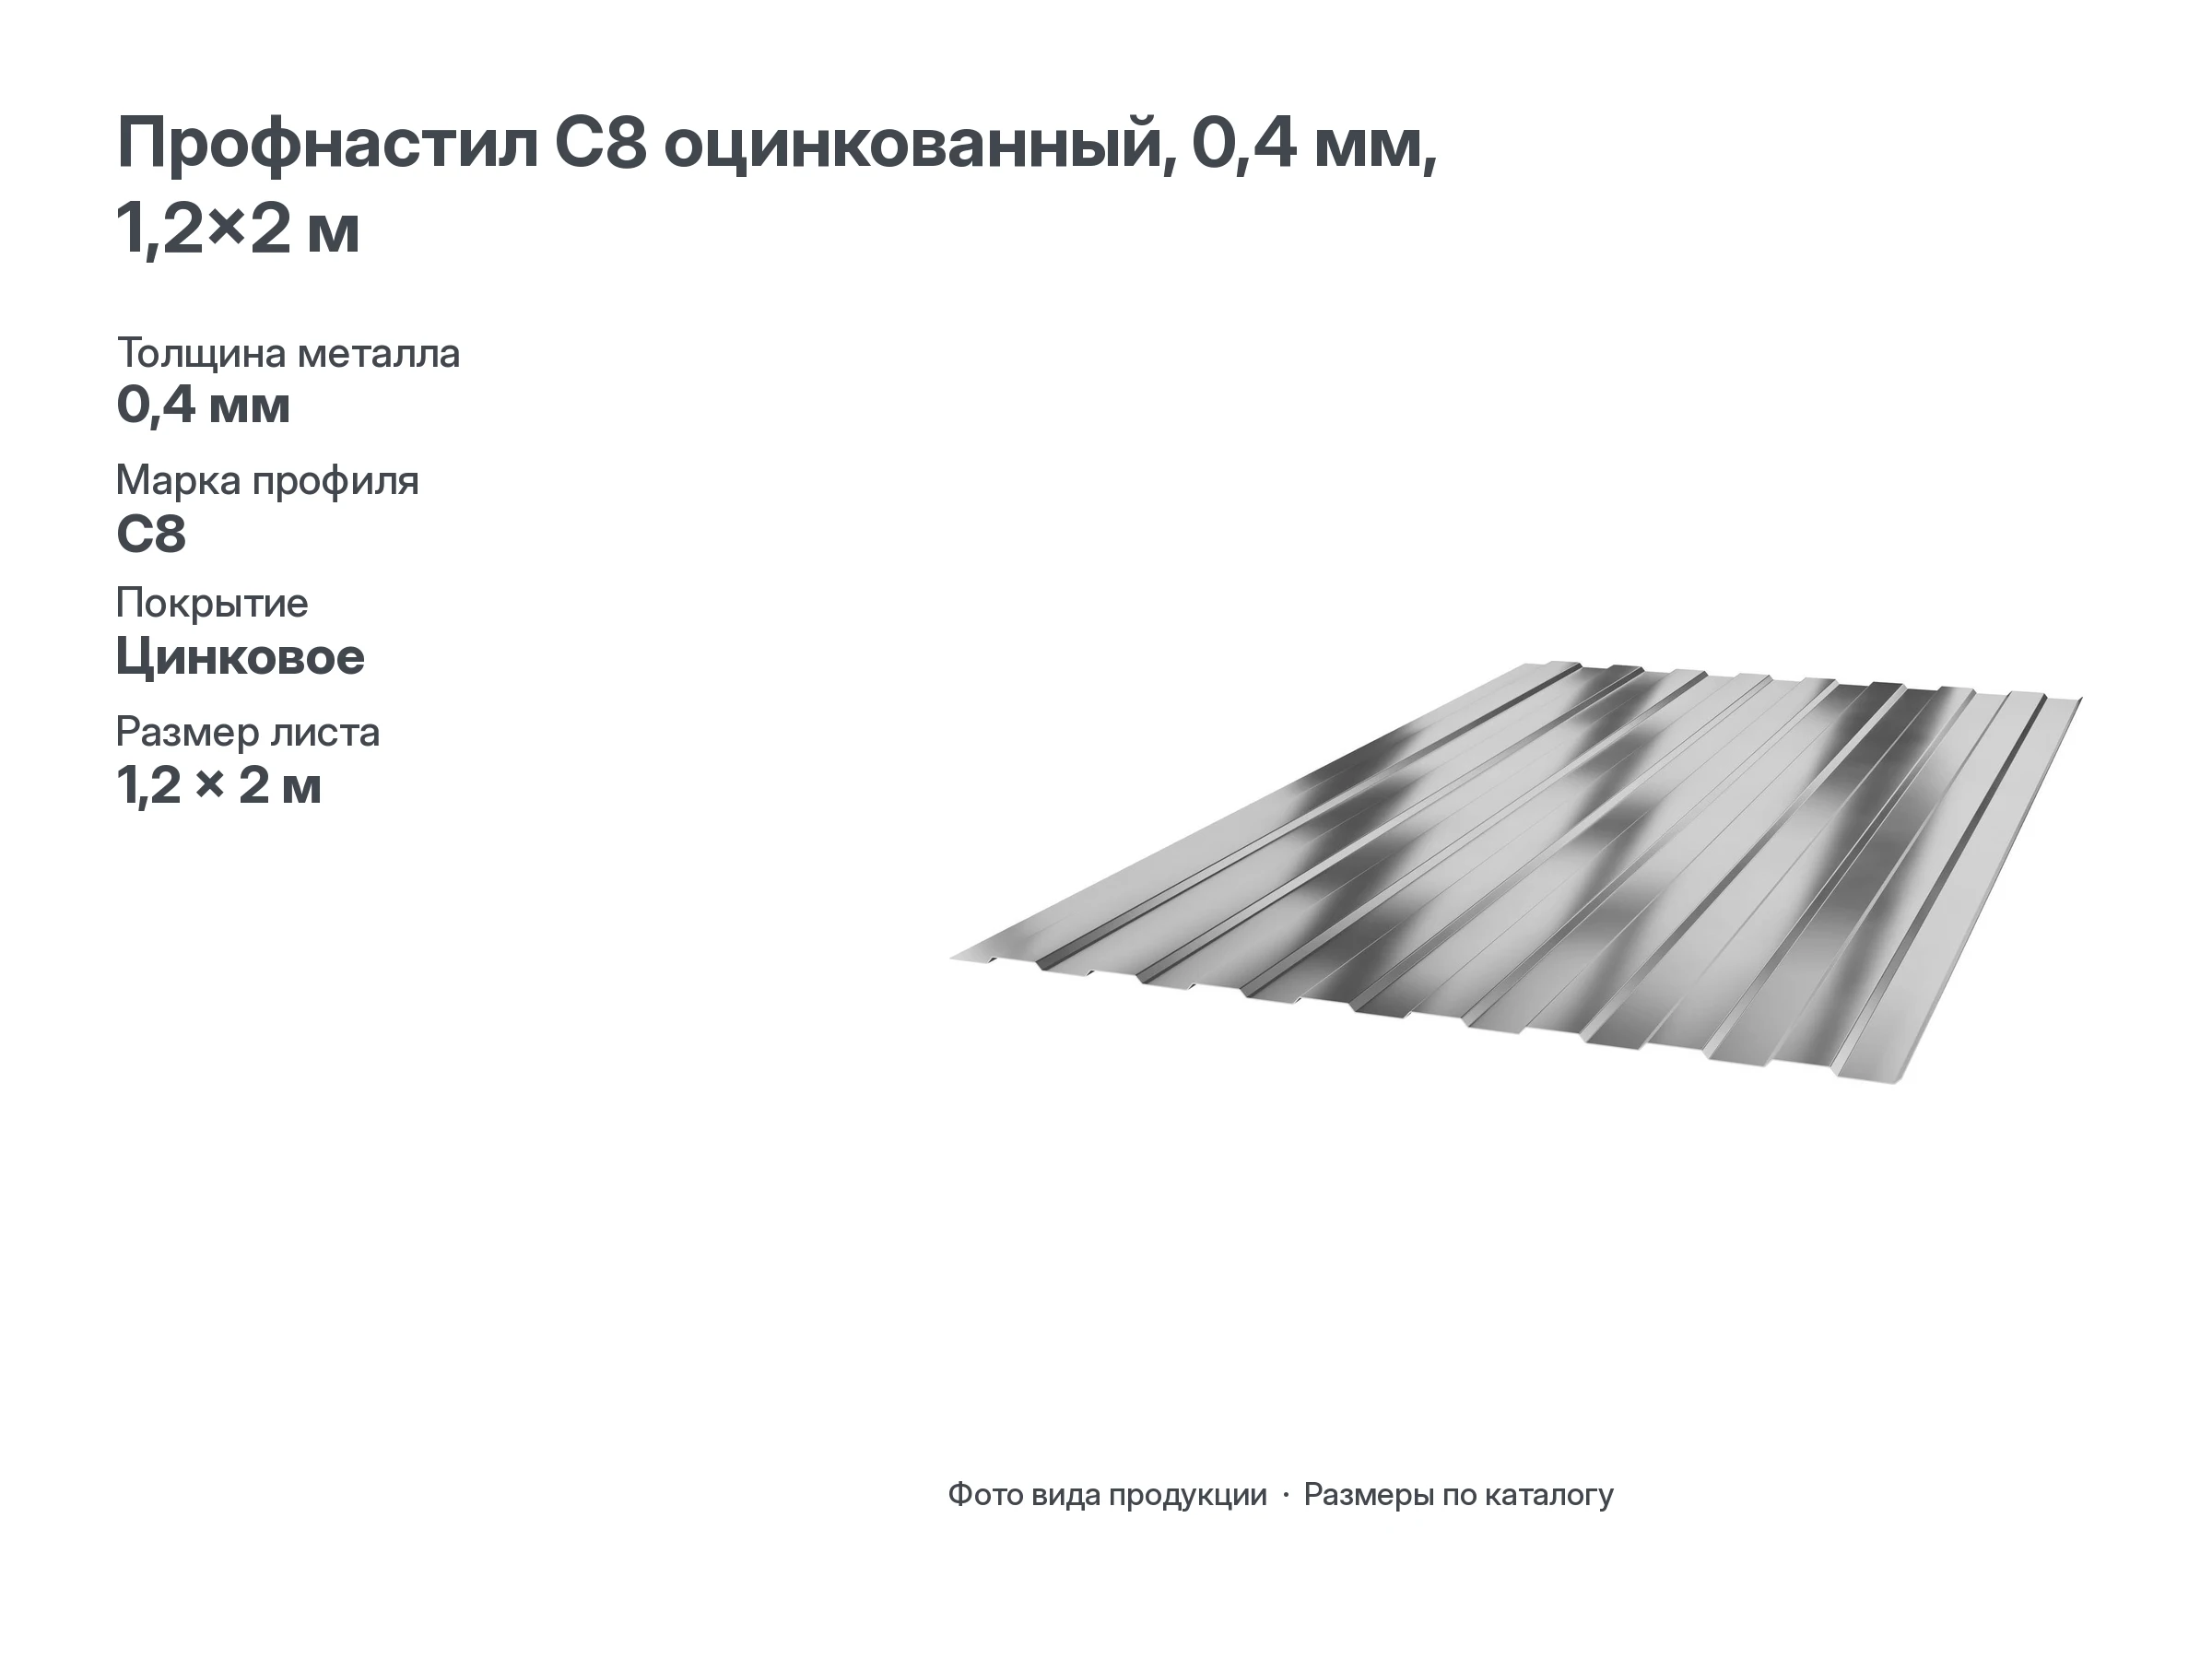 Профнастил С8 оцинкованный, 0,4 мм,
1,2×2 м
Толщина металла
0,4 мм
Марка профиля
С8
Покрытие
Цинковое
Размер листа
1,2 × 2 м
Фото вида продукции · Размеры по каталогу